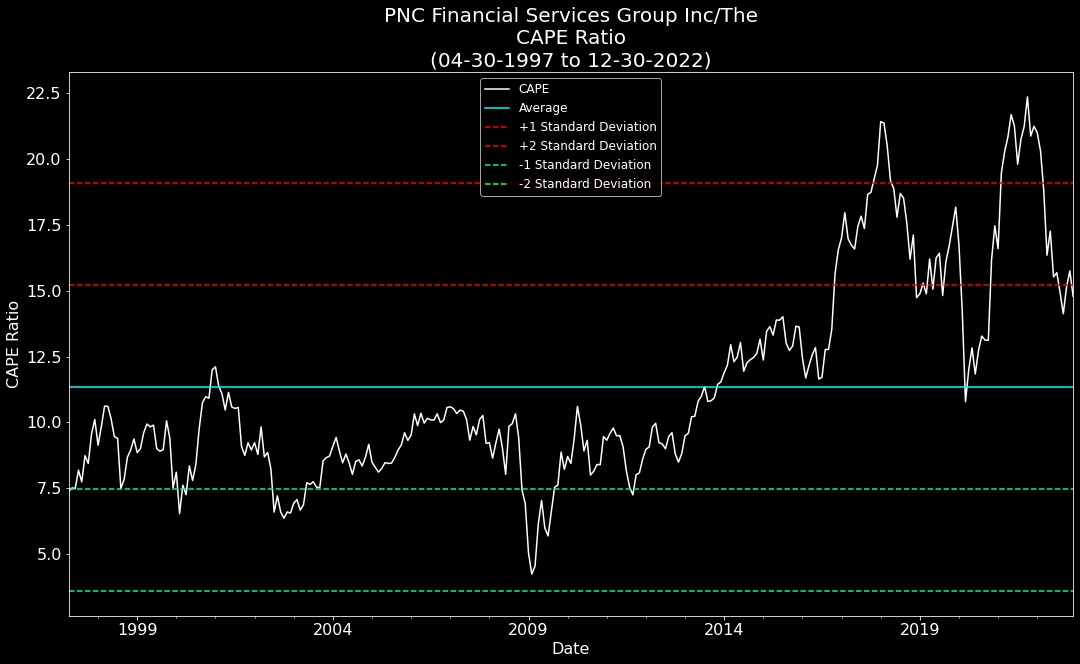 PNC Financial Services Group Inc/The
CAPE Ratio
(04-30-1997 to 12-30-2022)
CAPE
Average
+1 Standard Deviation
+2 Standard Deviation
-1 Standard Deviation
-2 Standard Deviation
22.5
20.0
17.5
15.0
12.5
10.0
7.5
5.0
CAPE Ratio
1999
2004
2009
2014
2019
Date